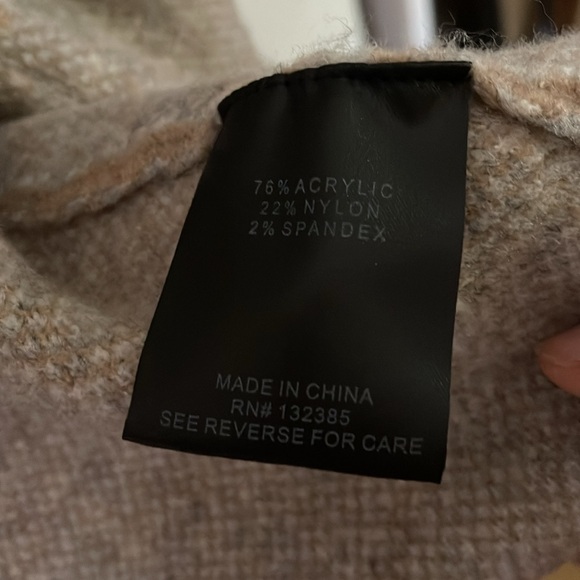 76% ACRYLIC
22% NYLON
2% SPANDEX
MADE IN CHINA
RN# 132385
SEE REVERSE FOR CARE